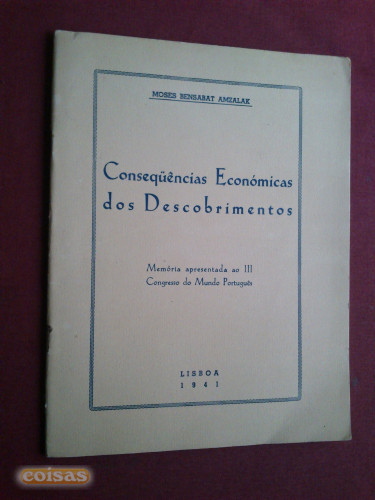 MOSES BENSABAT AMZALAK
Conseqüências Económicas
dos Descobrimentos
Memória apresentada ao III
Congresso do Mundo Português
LISBOA
1941
coisas